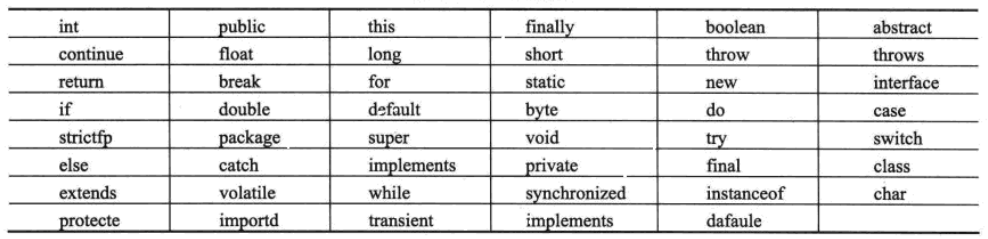 int public this finally boolean abstract
continue float long short throw throws
return break for static new interface
if double default byte do case
strictfp package super void try switch
else catch implements private final class
extends volatile while synchronized instanceof char
protecte importd transient implements dafaule